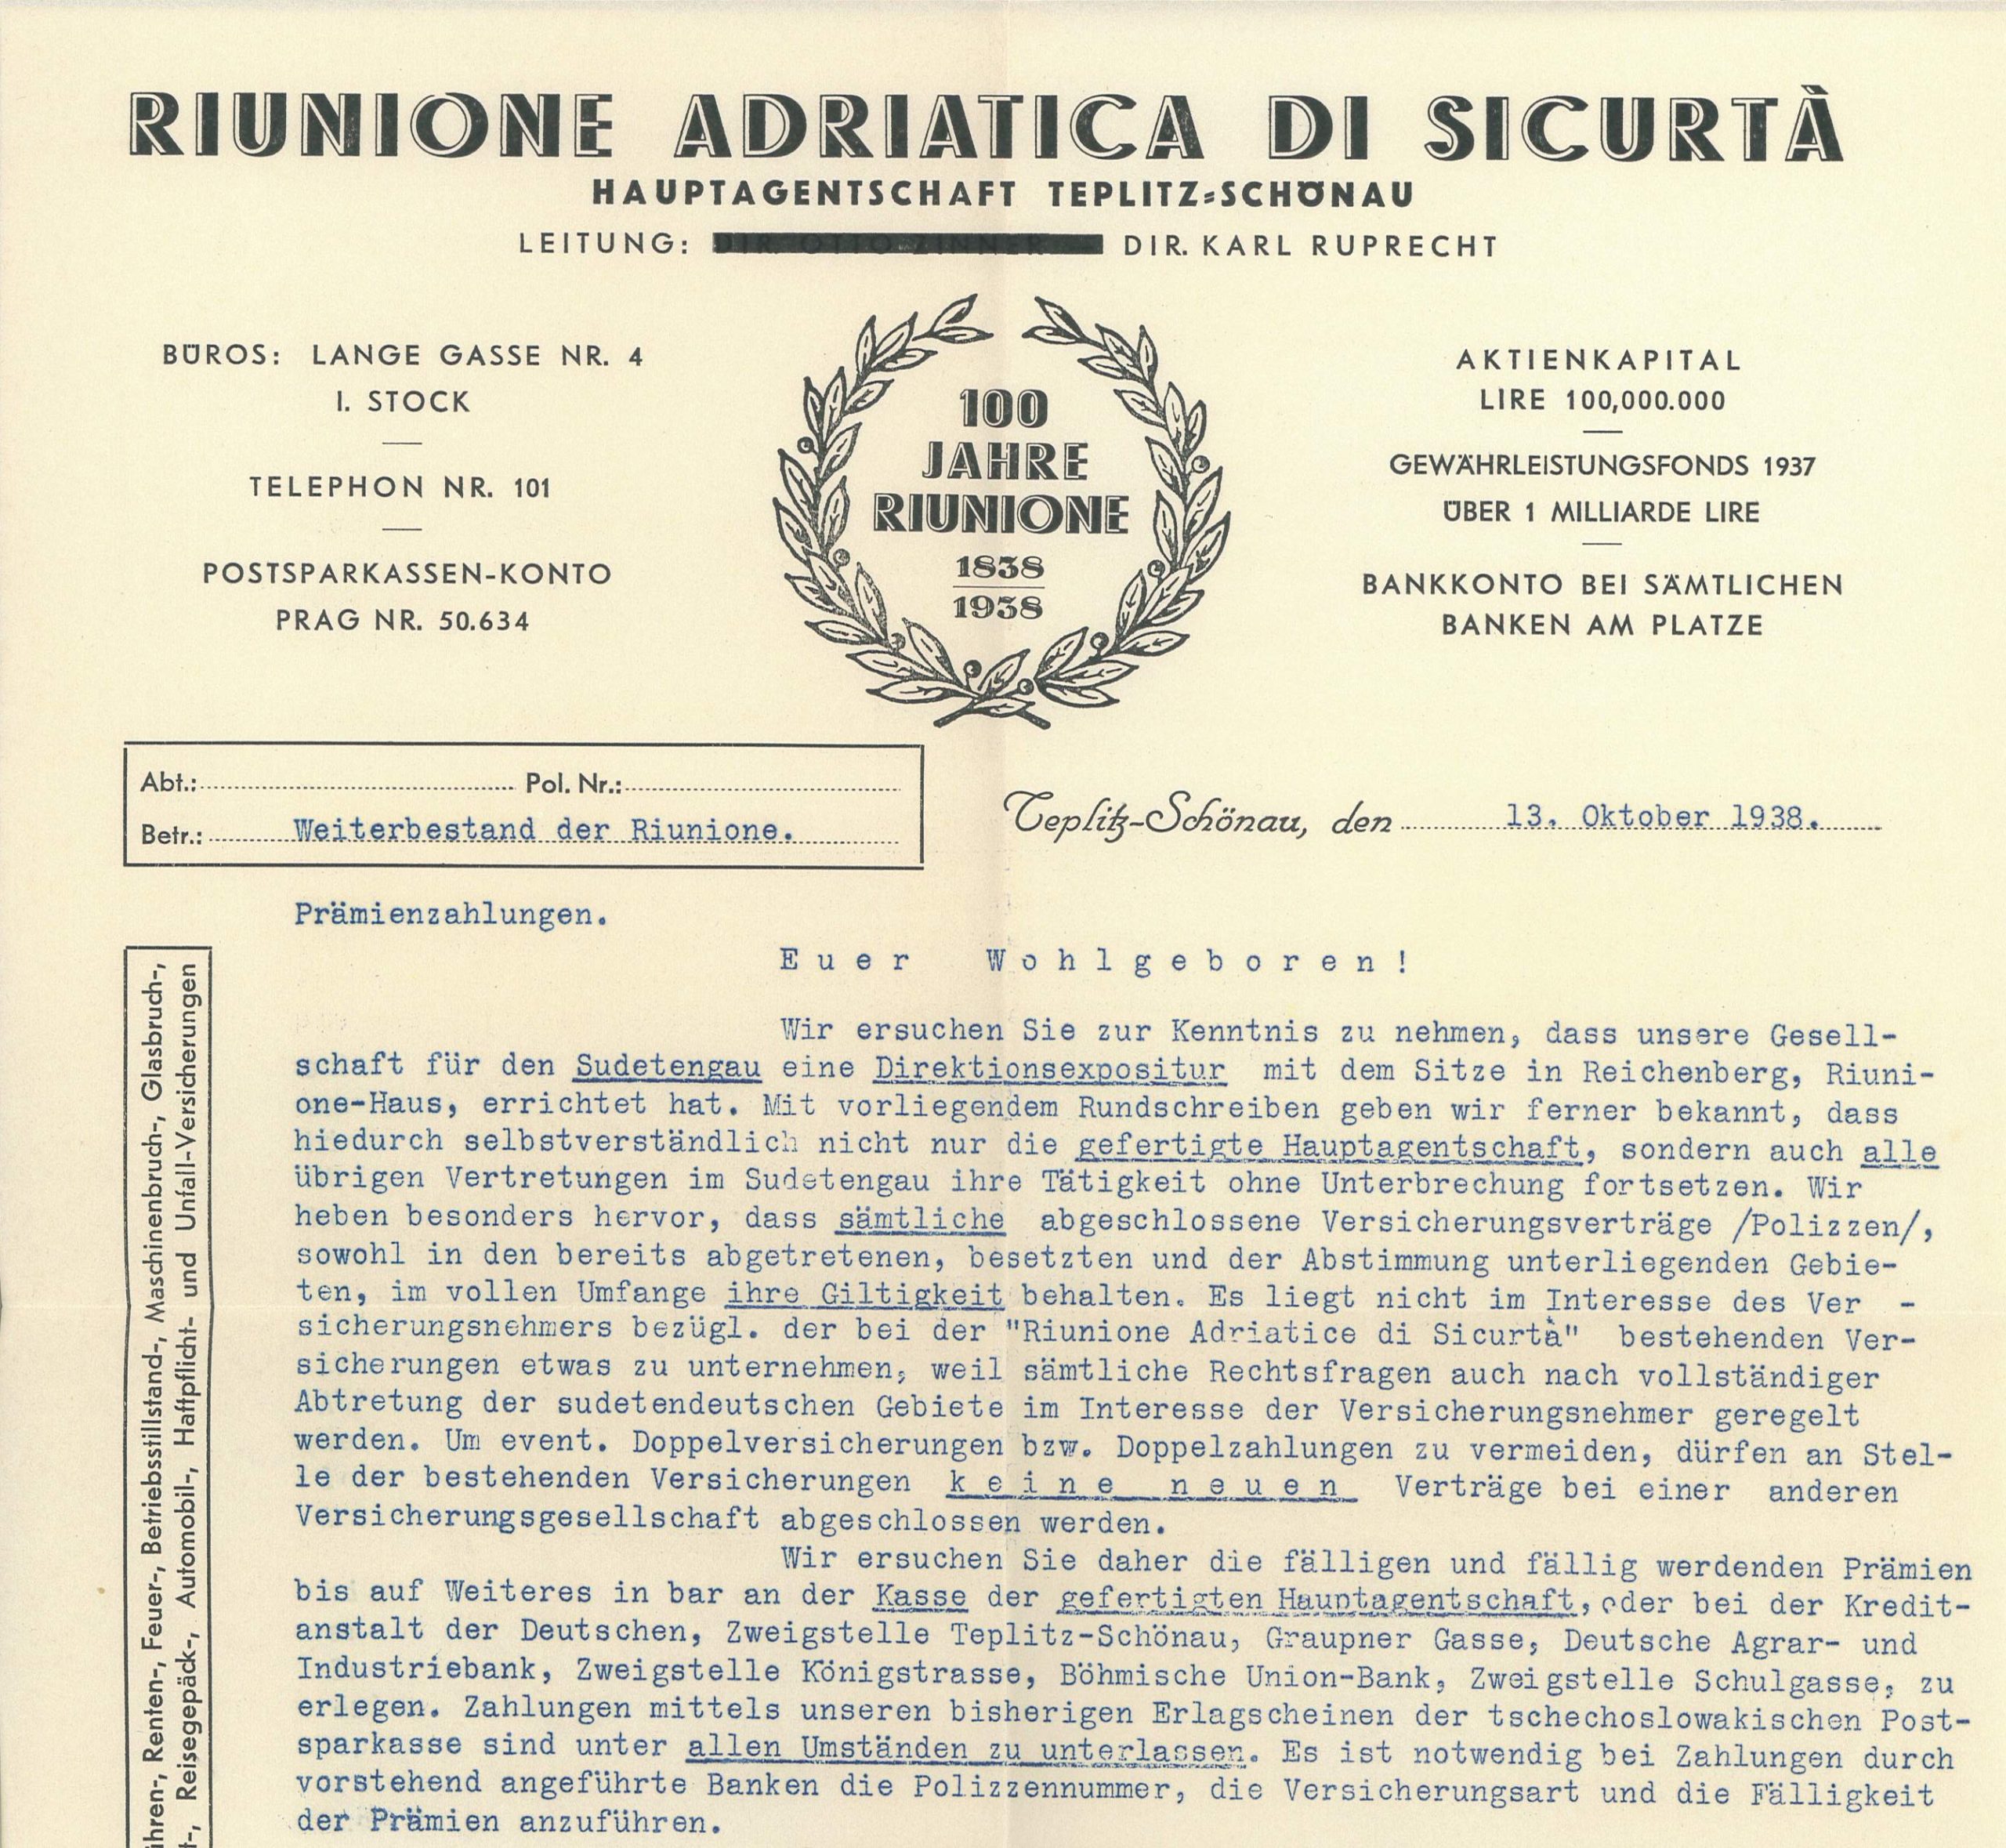 RIUNIONE ADRIATICA DI SICURTÀ
HAUPTAGENTSCHAFT TEPLITZ-SCHÖNAU
LEITUNG: DIR. OTTO ZINNER DIR. KARL RUPRECHT
BÜROS: LANGE GASSE NR. 4
I. STOCK
TELEPHON NR. 101
POSTSPARKASSEN-KONTO
PRAG NR. 50.634
100
JAHRE
RIUNIONE
1838
1938
AKTIENKAPITAL
LIRE 100,000.000
GEWÄHRLEISTUNGSFONDS 1937
ÜBER 1 MILLIARDE LIRE
BANKKONTO BEI SÄMTLICHEN
BANKEN AM PLATZE
Abt.: Pol. Nr.:
Betr.: Weiterbestand der Riunione.
Teplitz-Schönau, den 13. Oktober 1938.
Prämienzahlungen.
Euer Wohlgeboren!
Wir ersuchen Sie zur Kenntnis zu nehmen, dass unsere Gesell-
schaft für den Sudetengau eine Direktionsexpositur mit dem Sitze in Reichenberg, Riuni-
one-Haus, errichtet hat. Mit vorliegendem Rundschreiben geben wir ferner bekannt, dass
hiedurch selbstverständlich nicht nur die gefertigte Hauptagentschaft, sondern auch alle
übrigen Vertretungen im Sudetengau ihre Tätigkeit ohne Unterbrechung fortsetzen. Wir
heben besonders hervor, dass sämtliche abgeschlossene Versicherungsverträge /Polizzen/,
sowohl in den bereits abgetretenen, besetzten und der Abstimmung unterliegenden Gebie-
ten, im vollen Umfange ihre Giltigkeit behalten. Es liegt nicht im Interesse des Ver -
sicherungsnehmers bezügl. der bei der "Riunione Adriatice di Sicurtà" bestehenden Ver-
sicherungen etwas zu unternehmen, weil sämtliche Rechtsfragen auch nach vollständiger
Abtretung der sudetendeutschen Gebiete im Interesse der Versicherungsnehmer geregelt
werden. Um event. Doppelversicherungen bzw. Doppelzahlungen zu vermeiden, dürfen an Stel-
le der bestehenden Versicherungen keine neuen Verträge bei einer anderen
Versicherungsgesellschaft abgeschlossen werden.
Wir ersuchen Sie daher die fälligen und fällig werdenden Prämien
bis auf Weiteres in bar an der Kasse der gefertigten Hauptagentschaft, oder bei der Kredit-
anstalt der Deutschen, Zweigstelle Teplitz-Schönau, Graupner Gasse, Deutsche Agrar- und
Industriebank, Zweigstelle Königstrasse, Böhmische Union-Bank, Zweigstelle Schulgasse, zu
erlegen. Zahlungen mittels unseren bisherigen Erlagscheinen der tschechoslowakischen Post-
sparkasse sind unter allen Umständen zu unterlassen. Es ist notwendig bei Zahlungen durch
vorstehend angeführte Banken die Polizzennummer, die Versicherungsart und die Fälligkeit
der Prämien anzuführen.
Renten-, Feuer-, Betriebsstillstand-, Maschinenbruch-, Glasbruch-,
Reisegepäck-, Automobil-, Haftpflicht- und Unfall-Versicherungen